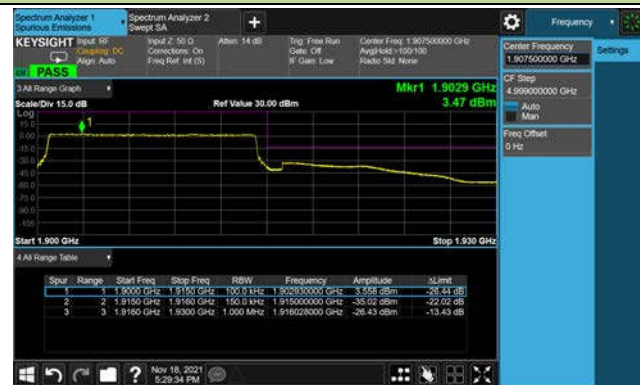 Spectrum Analyzer 1
Spurious Emissions
Spectrum Analyzer 2
Swept SA
+
Frequency
KEYSIGHT
Input: RF
Coupling: DC
Align: Auto
Input Z: 50 Ω
Corrections: On
Freq Ref: Int (S)
Atten: 14 dB
Trig: Free Run
Gate: Off
IF Gain: Low
Center Freq: 1.907500000 GHz
Avg|Hold:>100/100
Radio Std: None
PASS
Center Frequency
1.907500000 GHz
Settings
CF Step
4.999000000 GHz
Auto
Man
Freq Offset
0 Hz
3 All Range Graph
Mkr1 1.9029 GHz
3.47 dBm
Scale/Div 15.0 dB
Ref Value 30.00 dBm
Log
15.0
0.00
-15.0
-30.0
-45.0
-60.0
-75.0
-90.0
-105
1
Start 1.900 GHz
Stop 1.930 GHz
4 All Range Table
Spur Range Start Freq Stop Freq RBW Frequency Amplitude ΔLimit
1 1 1.9000 GHz 1.9150 GHz 100.0 kHz 1.902930000 GHz 3.558 dBm -26.44 dB
2 2 1.9150 GHz 1.9160 GHz 150.0 kHz 1.915000000 GHz -35.02 dBm -22.02 dB
3 3 1.9160 GHz 1.9300 GHz 1.000 MHz 1.916028000 GHz -26.43 dBm -13.43 dB
?
Nov 18, 2021
5:29:34 PM